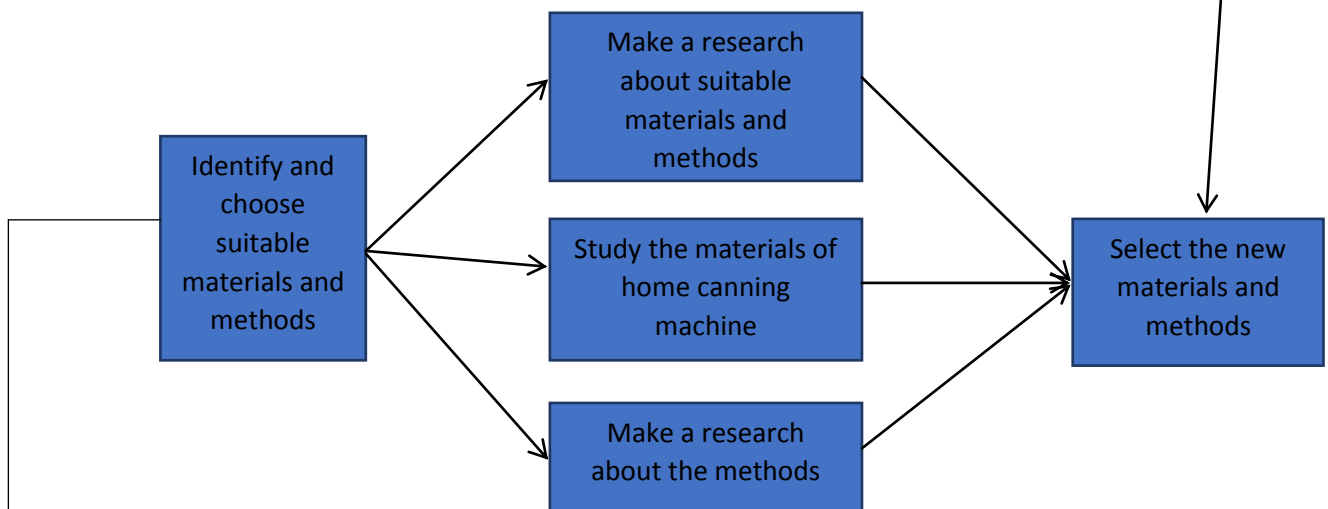 Identify and
choose
suitable
materials and
methods
Make a research
about suitable
materials and
methods
Study the materials of
home canning
machine
Make a research
about the methods
Select the new
materials and
methods